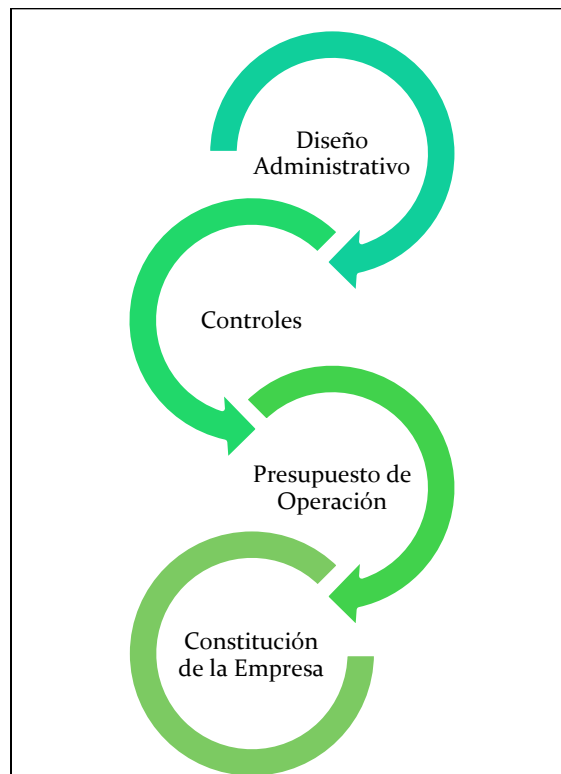 Diseño
Administrativo
Controles
Presupuesto de
Operación
Constitución
de la Empresa